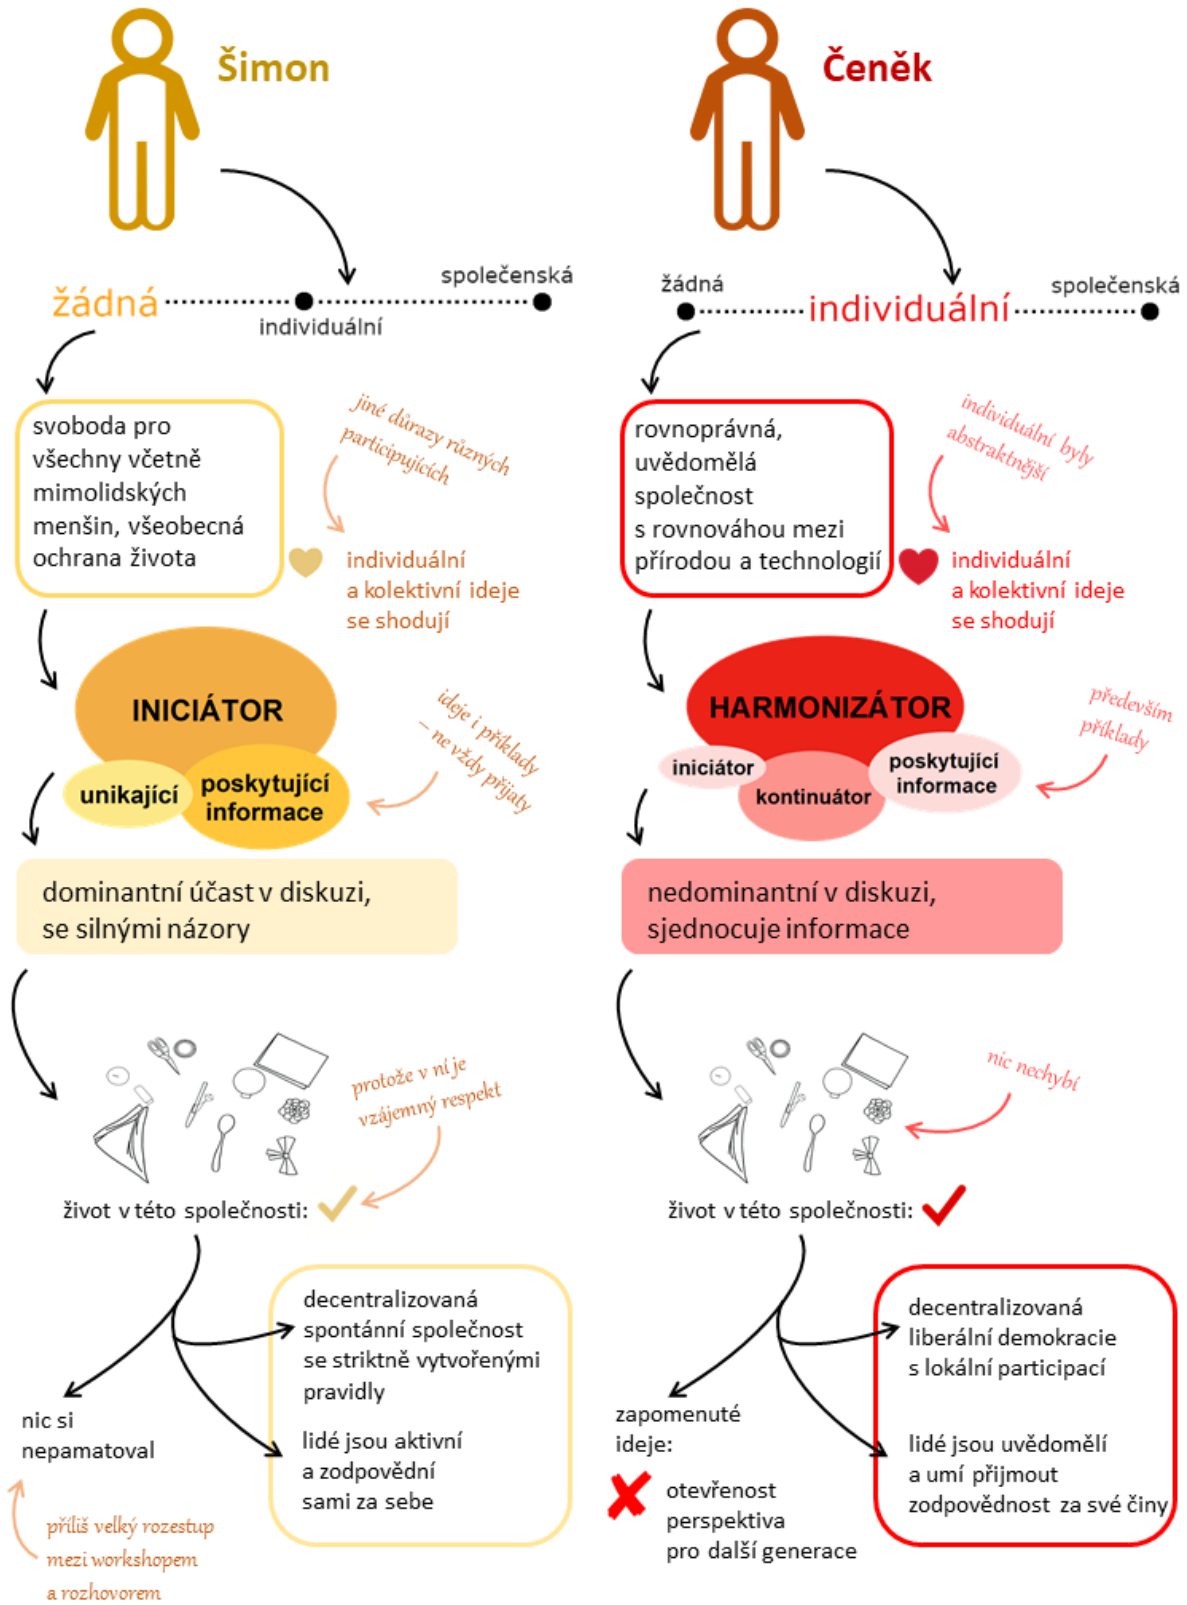 Šimon
žádná
individuální
společenská
svoboda pro
všechny včetně
mimolidských
menšin, všeobecná
ochrana života
jiné důrazy různých
participujících
individuální
a kolektivní ideje
se shodují
INICIÁTOR
unikající
poskytující
informace
ideje i příklady
– ne vždy přijaty
dominantní účast v diskuzi,
se silnými názory
protože v ní je
vzájemný respekt
život v této společnosti:
decentralizovaná
spontánní společnost
se striktně vytvořenými
pravidly
lidé jsou aktivní
a zodpovědní
sami za sebe
nic si
nepamatoval
příliš velký rozestup
mezi workshopem
a rozhovorem
Čeněk
žádná
individuální
společenská
rovnoprávná,
uvědomělá
společnost
s rovnováhou mezi
přírodou a technologií
individuální byly
abstraktnější
individuální
a kolektivní ideje
se shodují
HARMONIZÁTOR
iniciátor
kontinuátor
poskytující
informace
především
příklady
nedominantní v diskuzi,
sjednocuje informace
nic nechybí
život v této společnosti:
decentralizovaná
liberální demokracie
s lokální participací
lidé jsou uvědomělí
a umí přijmout
zodpovědnost za své činy
zapomenuté
ideje:
otevřenost
perspektiva
pro další generace